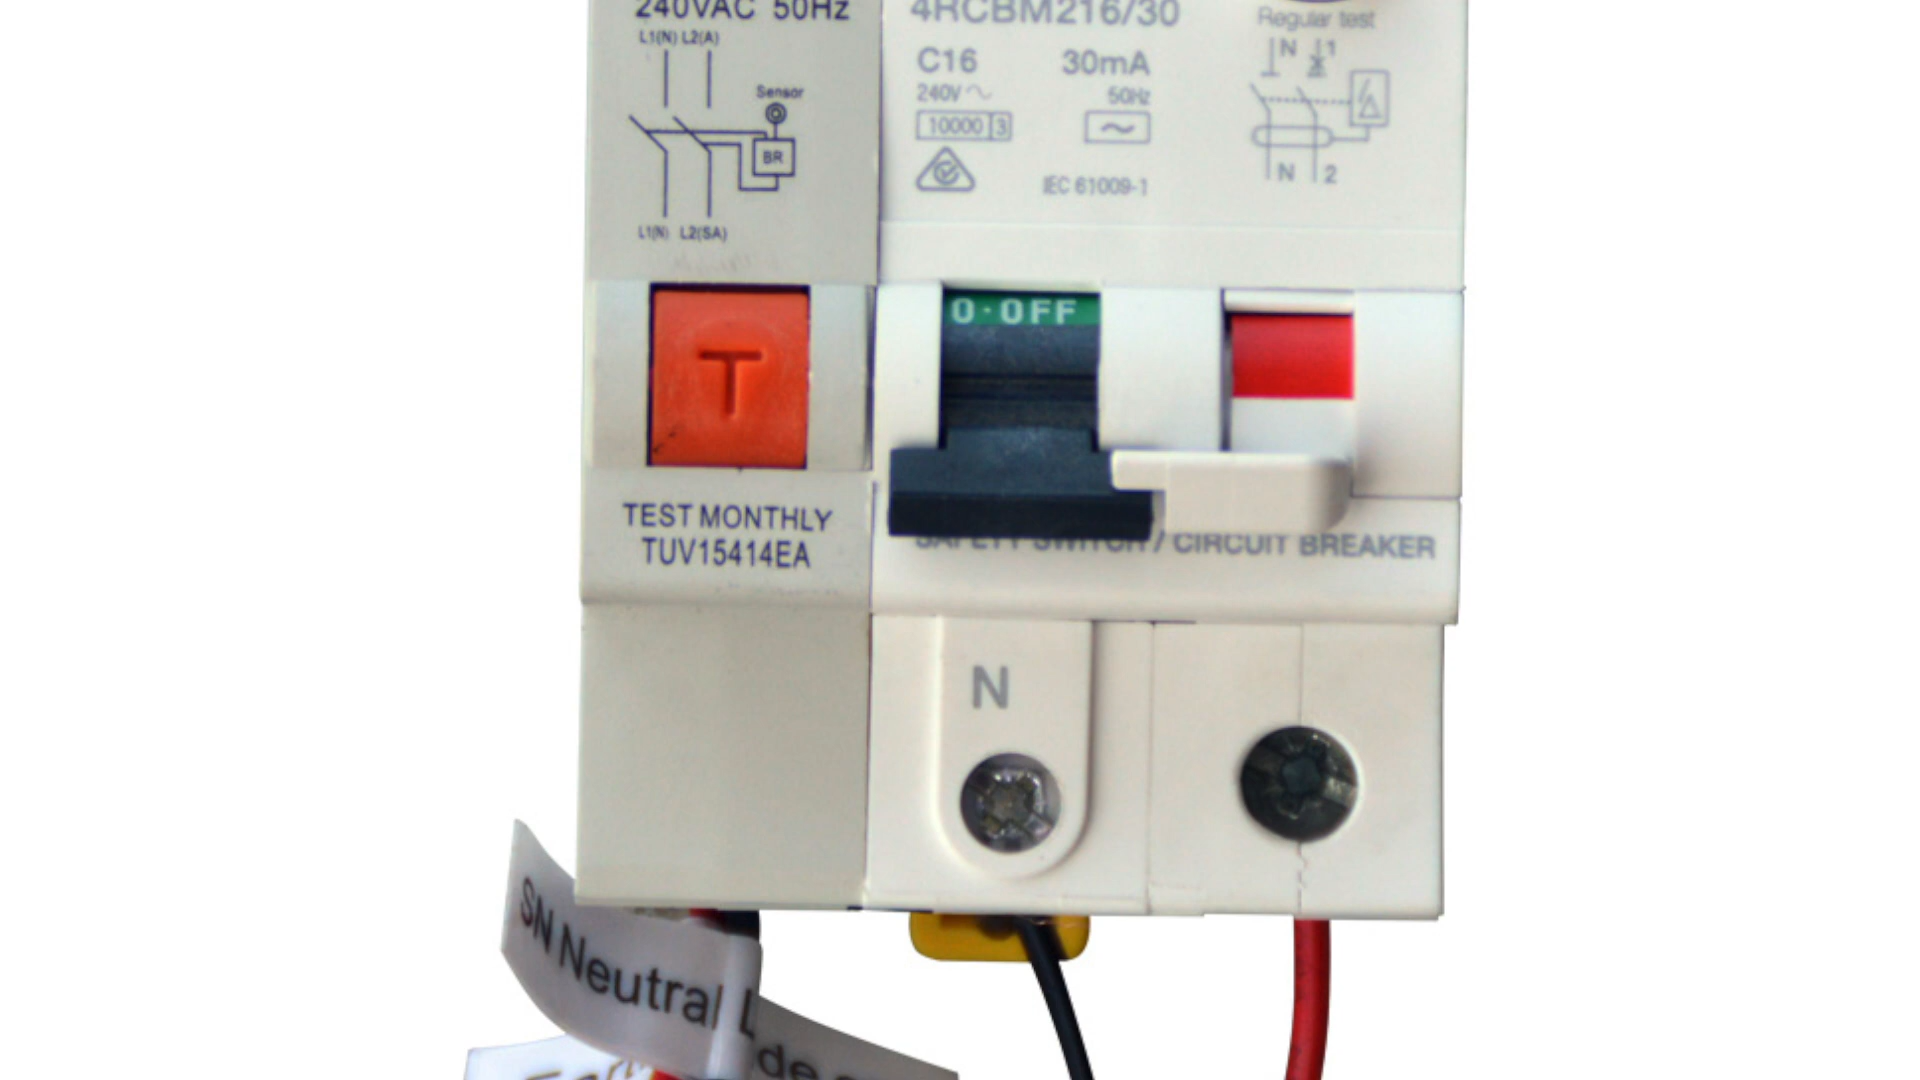 240VAC 50Hz
L1(N) L2(A)
Sensor
BR
L1(N) L2(SA)
T
TEST MONTHLY
TUV15414EA
4RCBM216/30
C16 30mA
240V~ 50Hz
10000 3
~
IEC 61009-1
Regular test
N 1
N 2
0·OFF
SAFETY SWITCH / CIRCUIT BREAKER
N
SN Neutral L
de